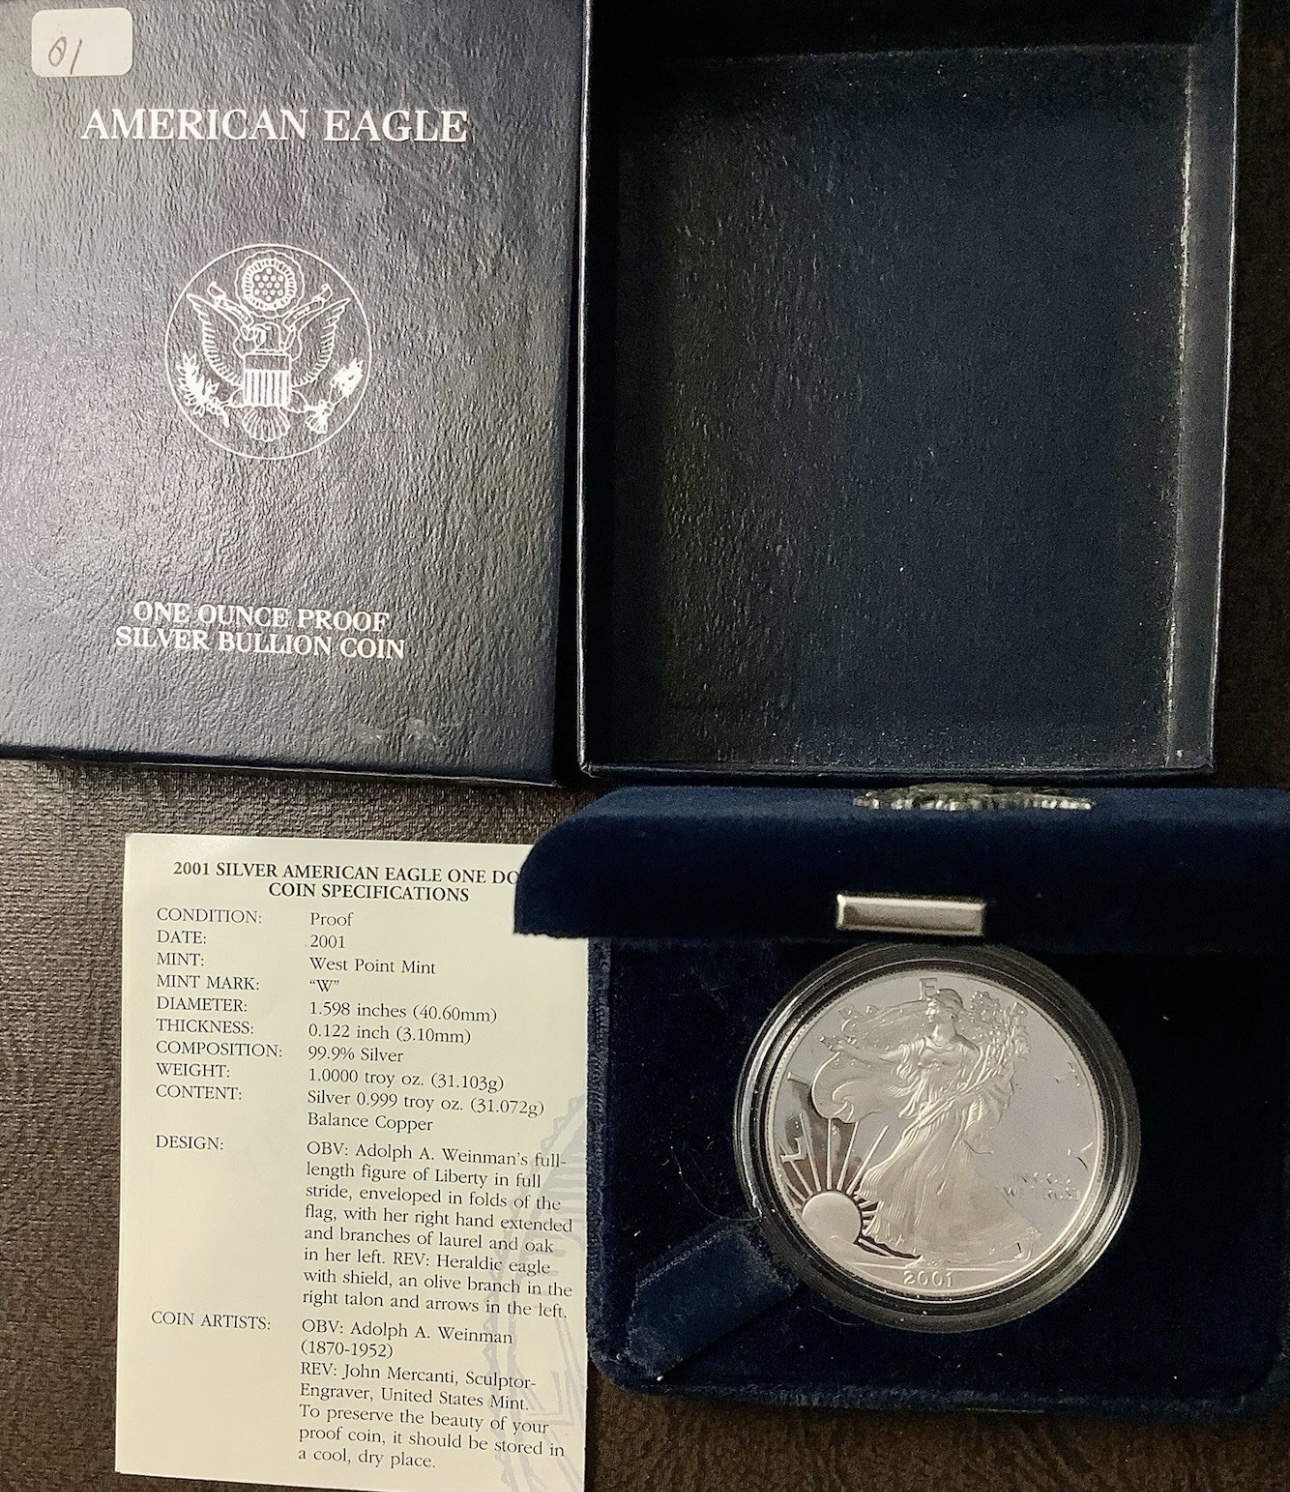 01
AMERICAN EAGLE
ONE OUNCE PROOF
SILVER BULLION COIN
2001 SILVER AMERICAN EAGLE ONE DO
COIN SPECIFICATIONS
CONDITION: Proof
DATE: 2001
MINT: West Point Mint
MINT MARK: “W”
DIAMETER: 1.598 inches (40.60mm)
THICKNESS: 0.122 inch (3.10mm)
COMPOSITION: 99.9% Silver
WEIGHT: 1.0000 troy oz. (31.103g)
CONTENT: Silver 0.999 troy oz. (31.072g)
Balance Copper
DESIGN: OBV: Adolph A. Weinman's full-
length figure of Liberty in full
stride, enveloped in folds of the
flag, with her right hand extended
and branches of laurel and oak
in her left. REV: Heraldic eagle
with shield, an olive branch in the
right talon and arrows in the left.
COIN ARTISTS: OBV: Adolph A. Weinman
(1870-1952)
REV: John Mercanti, Sculptor-
Engraver, United States Mint.
To preserve the beauty of your
proof coin, it should be stored in
a cool, dry place.
2001